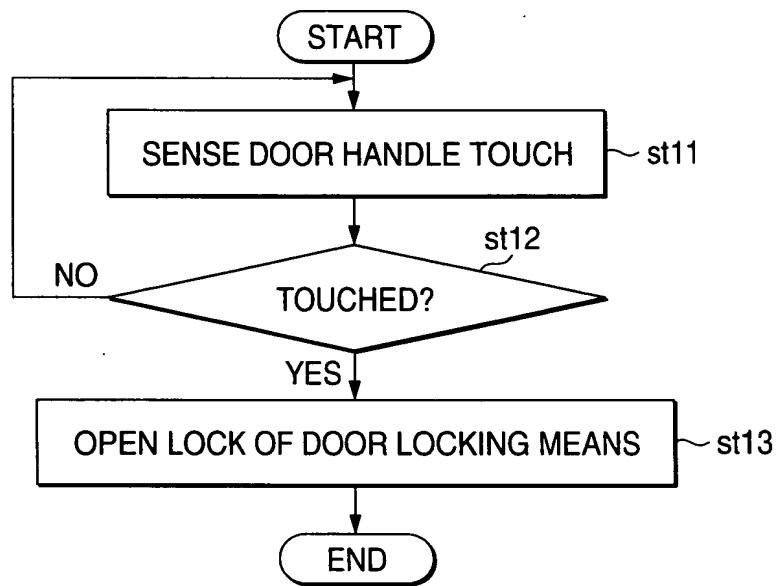 START
SENSE DOOR HANDLE TOUCH
st11
st12
NO
TOUCHED?
YES
OPEN LOCK OF DOOR LOCKING MEANS
st13
END